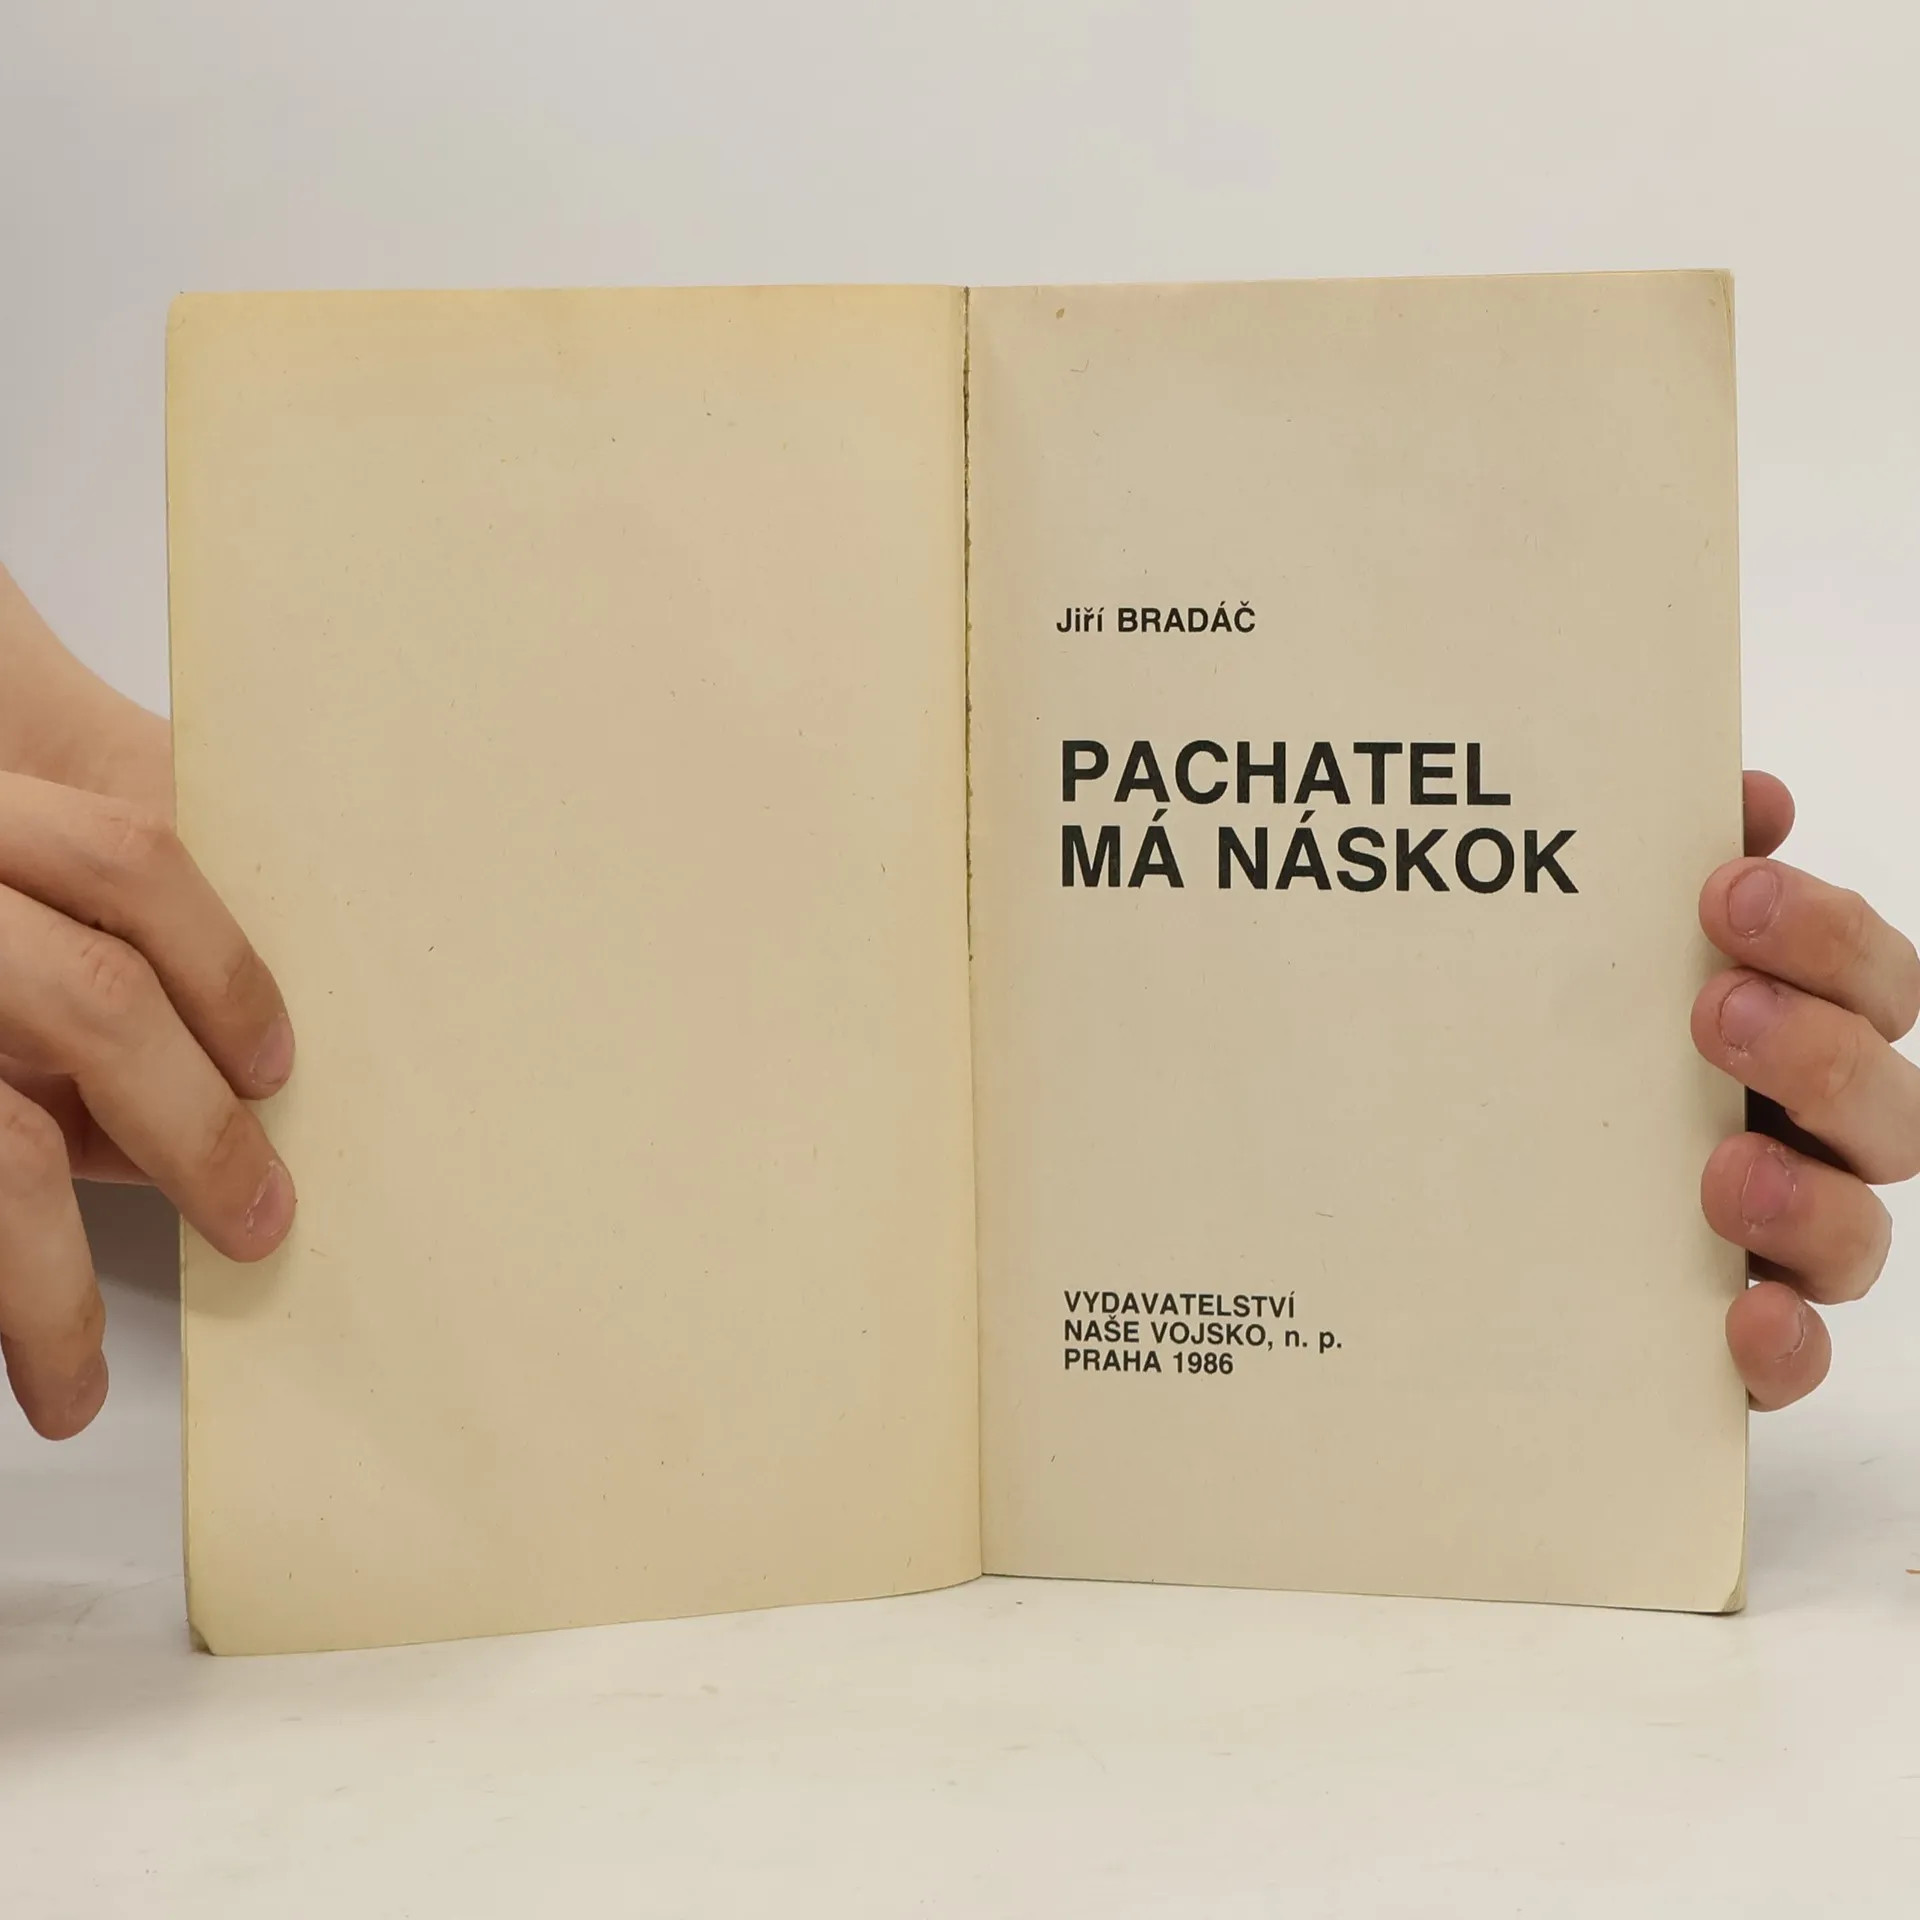 Jiří BRADÁČ
PACHATEL
MÁ NÁSKOK
VYDAVATELSTVÍ
NAŠE VOJSKO, n. p.
PRAHA 1986